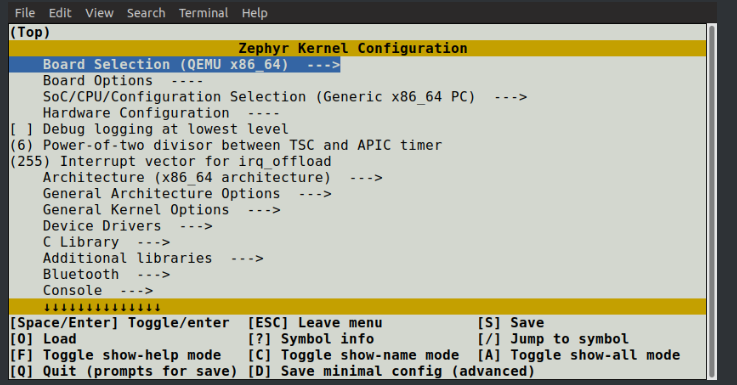 File Edit View Search Terminal Help
(Top)
Zephyr Kernel Configuration
Board Selection (QEMU x86_64)  --->
Board Options  ----
SoC/CPU/Configuration Selection (Generic x86_64 PC)  --->
Hardware Configuration  ----
[ ] Debug logging at lowest level
(6) Power-of-two divisor between TSC and APIC timer
(255) Interrupt vector for irq_offload
Architecture (x86_64 architecture)  --->
General Architecture Options  --->
General Kernel Options  --->
Device Drivers  --->
C Library  --->
Additional libraries  --->
Bluetooth  --->
Console  --->
↓↓↓↓↓↓↓↓↓↓↓↓↓↓
[Space/Enter] Toggle/enter  [ESC] Leave menu  [S] Save
[O] Load  [?] Symbol info  [/] Jump to symbol
[F] Toggle show-help mode  [C] Toggle show-name mode  [A] Toggle show-all mode
[Q] Quit (prompts for save) [D] Save minimal config (advanced)